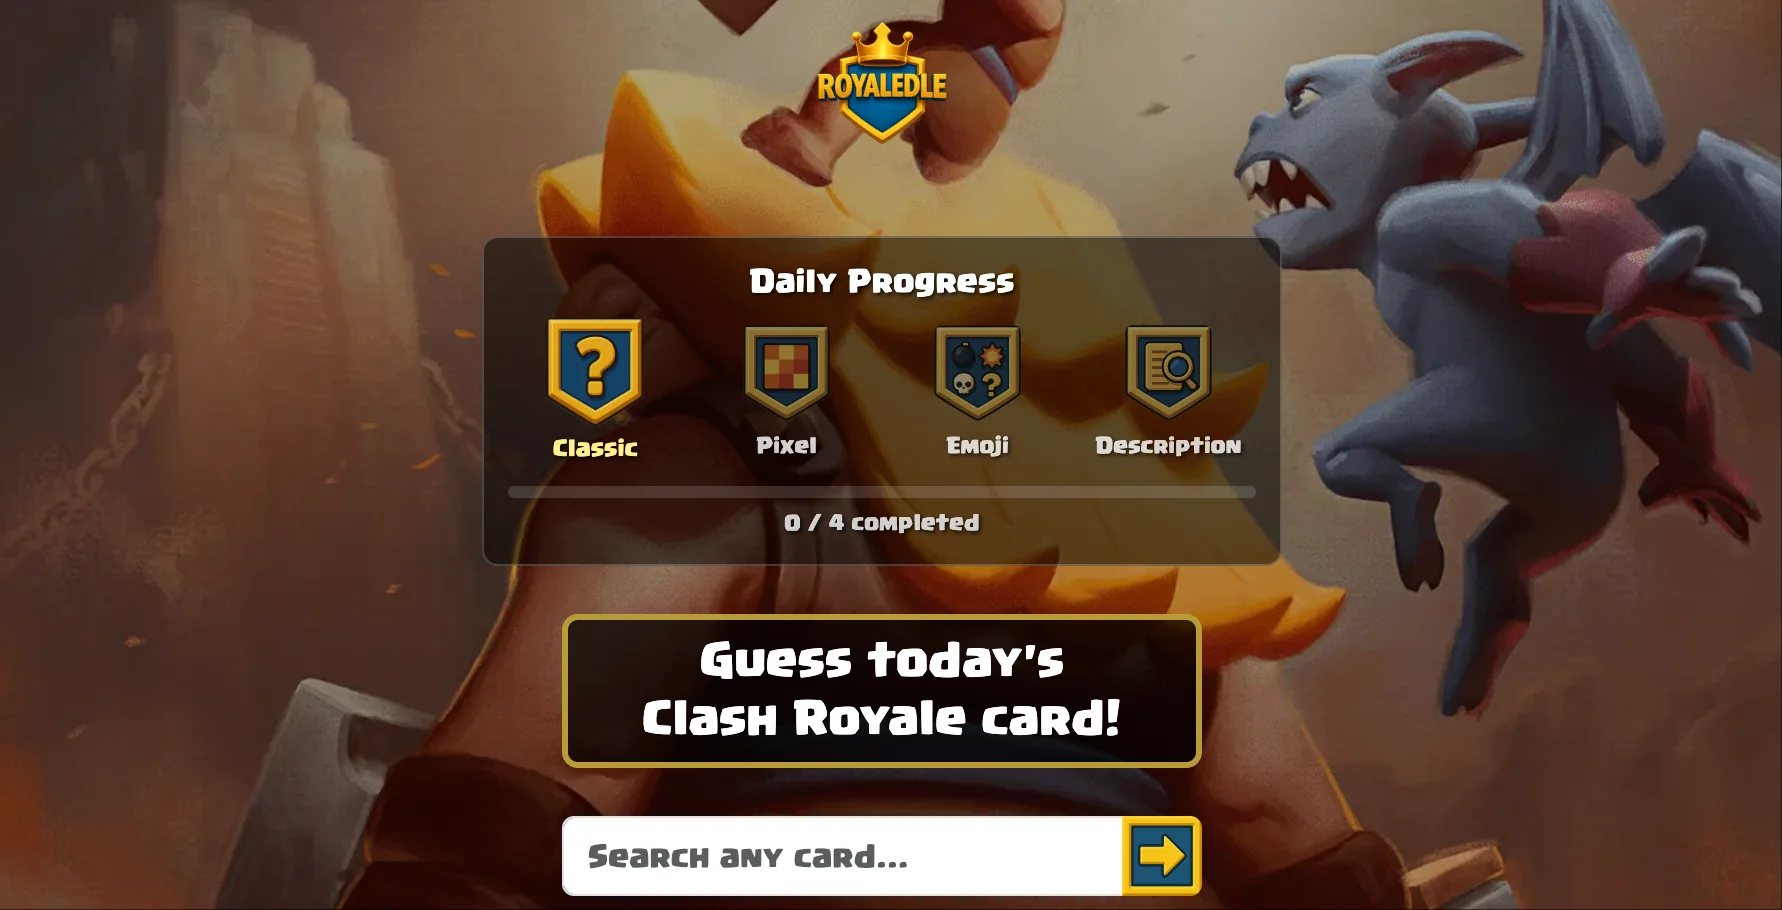 ROYALEDLE
Daily Progress
?
?
Classic
Pixel
Emoji
Description
0 / 4 completed
Guess today's
Clash Royale card!
Search any card...